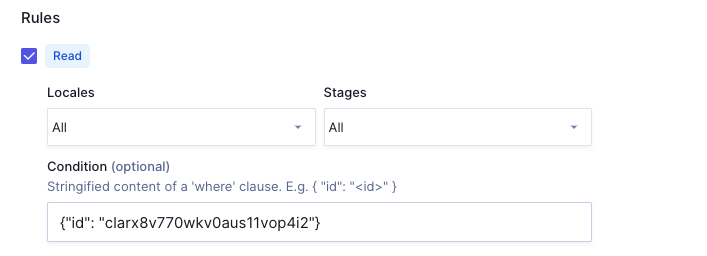 Rules
Read
Locales Stages
All All
Condition (optional)
Stringified content of a 'where' clause. E.g. { "id": "<id>" }
{"id": "clarx8v770wkv0aus11vop4i2"}